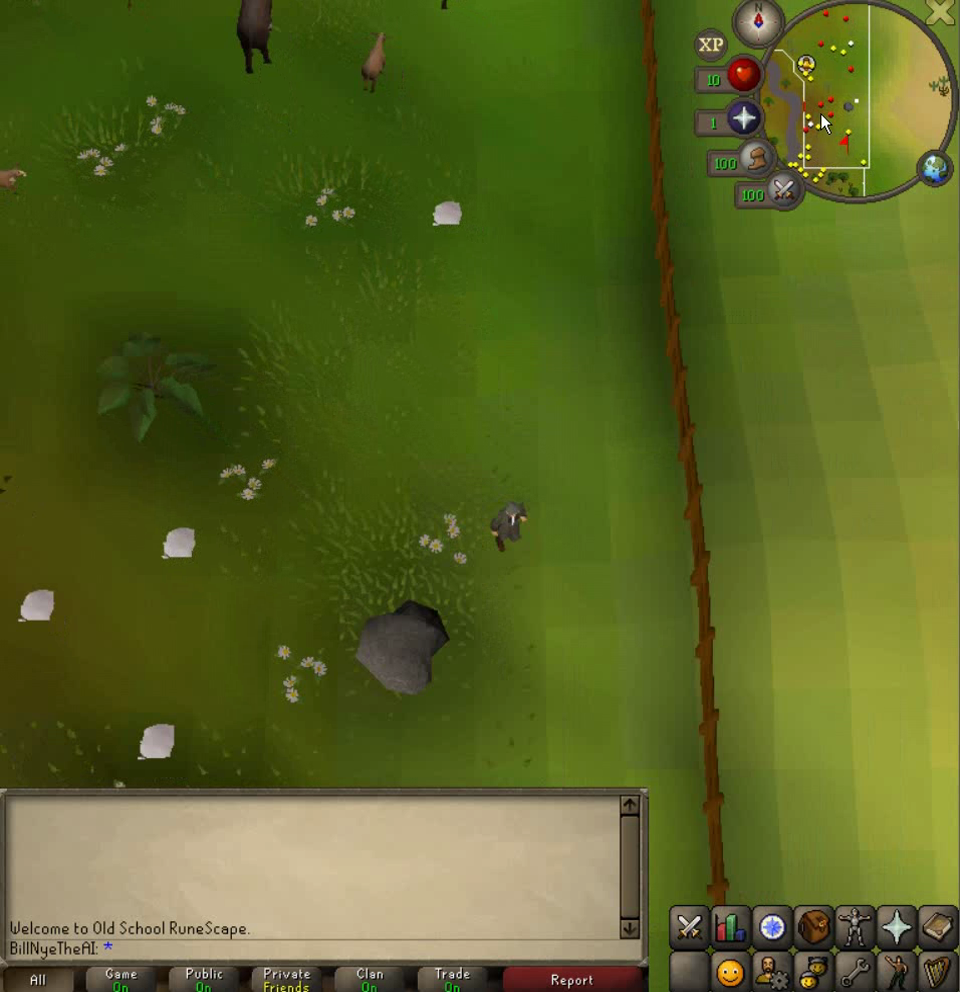 N
XP
10
1
100
100
Welcome to Old School RuneScape.
BillNyeTheAI: *
All
Game
On
Public
On
Private
Friends
Clan
On
Trade
On
Report